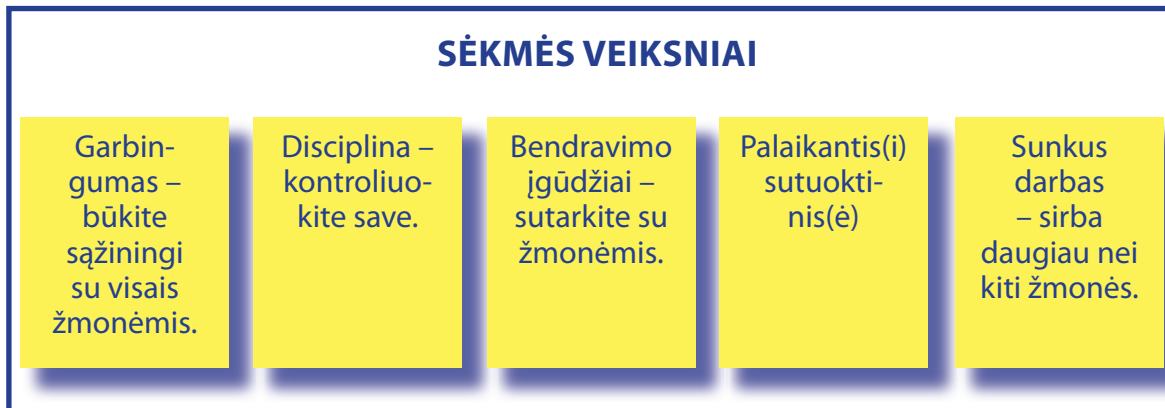 SĖKMĖS VEIKSNIAI
Garbin-
gumas –
būkite
sąžiningi
su visais
žmonėmis.
Disciplina –
kontroliuo-
kite save.
Bendravimo
įgūdžiai –
sutarkite su
žmonėmis.
Palaikantis(i)
sutuokti-
nis(ė)
Sunkus
darbas
– sirba
daugiau nei
kiti žmonės.